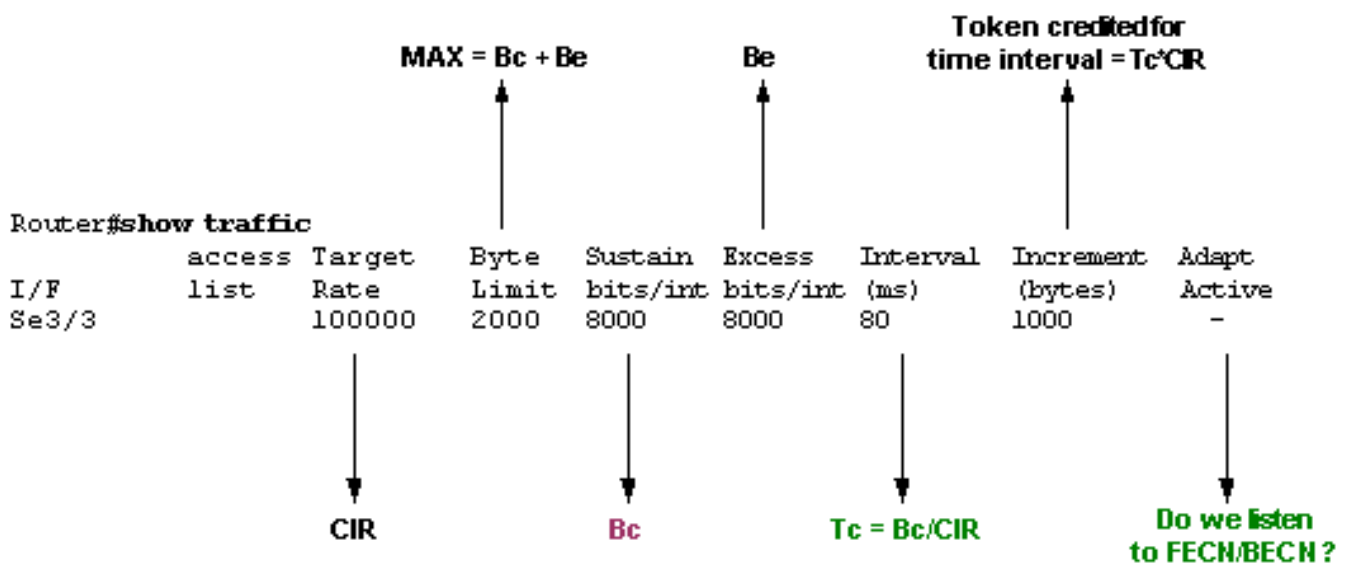 Token credited for
MAX = Bc + Be Be time interval = Tc*CIR
Router#show traffic
access Target Byte Sustain Excess Interval Increment Adapt
I/F list Rate Limit bits/int bits/int (ms) (bytes) Active
Se3/3 100000 2000 8000 8000 80 1000 -
CIR Bc Tc = Bc/CIR Do we listen
to FECN/BECN ?